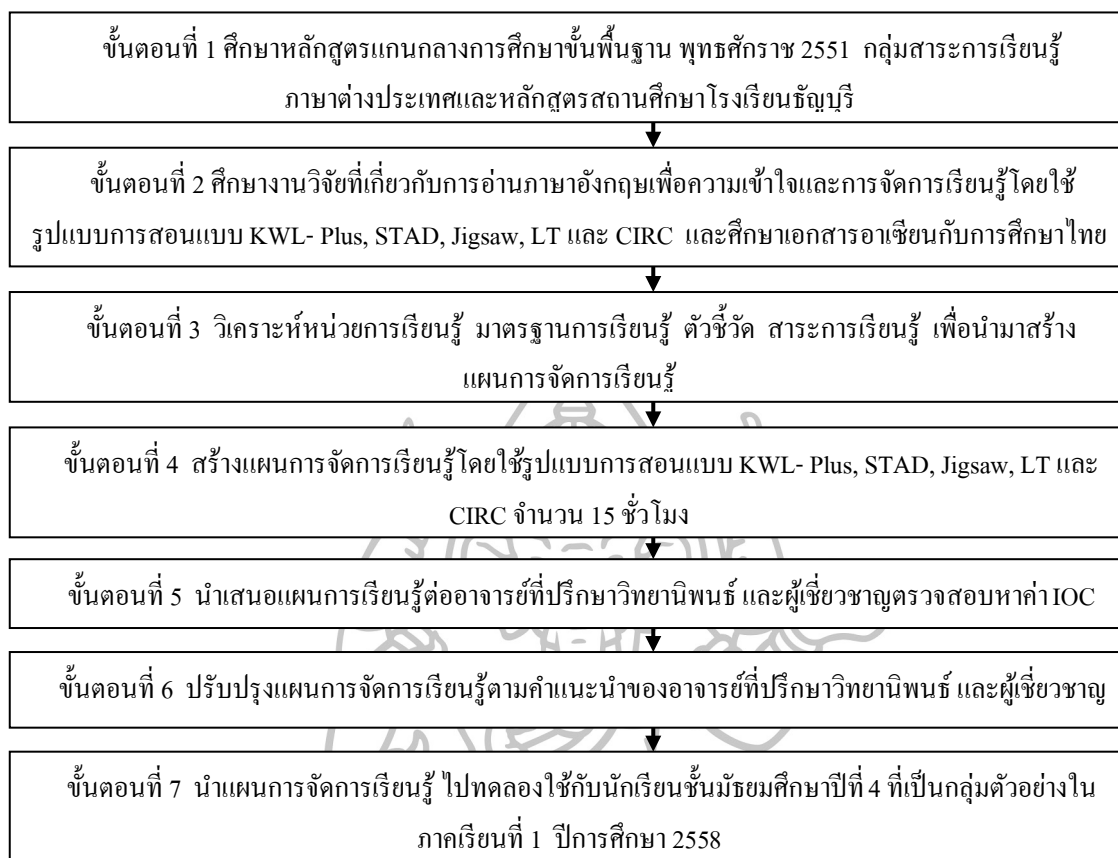 ขั้นตอนที่ 1 ศึกษาหลักสูตรแกนกลางการศึกษาขั้นพื้นฐาน พุทธศักราช 2551 กลุ่มสาระการเรียนรู้
ภาษาต่างประเทศและหลักสูตรสถานศึกษาโรงเรียนธัญบุรี
ขั้นตอนที่ 2 ศึกษางานวิจัยที่เกี่ยวกับการอ่านภาษาอังกฤษเพื่อความเข้าใจและการจัดการเรียนรู้โดยใช้
รูปแบบการสอนแบบ KWL- Plus, STAD, Jigsaw, LT และ CIRC และศึกษาเอกสารอาเซียนกับการศึกษาไทย
ขั้นตอนที่ 3 วิเคราะห์หน่วยการเรียนรู้ มาตรฐานการเรียนรู้ ตัวชี้วัด สาระการเรียนรู้ เพื่อนำมาสร้าง
แผนการจัดการเรียนรู้
ขั้นตอนที่ 4 สร้างแผนการจัดการเรียนรู้โดยใช้รูปแบบการสอนแบบ KWL- Plus, STAD, Jigsaw, LT และ
CIRC จำนวน 15 ชั่วโมง
ขั้นตอนที่ 5 นำเสนอแผนการเรียนรู้ต่ออาจารย์ที่ปรึกษาวิทยานิพนธ์ และผู้เชี่ยวชาญตรวจสอบหาค่า IOC
ขั้นตอนที่ 6 ปรับปรุงแผนการจัดการเรียนรู้ตามคำแนะนำของอาจารย์ที่ปรึกษาวิทยานิพนธ์ และผู้เชี่ยวชาญ
ขั้นตอนที่ 7 นำแผนการจัดการเรียนรู้ ไปทดลองใช้กับนักเรียนชั้นมัธยมศึกษาปีที่ 4 ที่เป็นกลุ่มตัวอย่างใน
ภาคเรียนที่ 1 ปีการศึกษา 2558